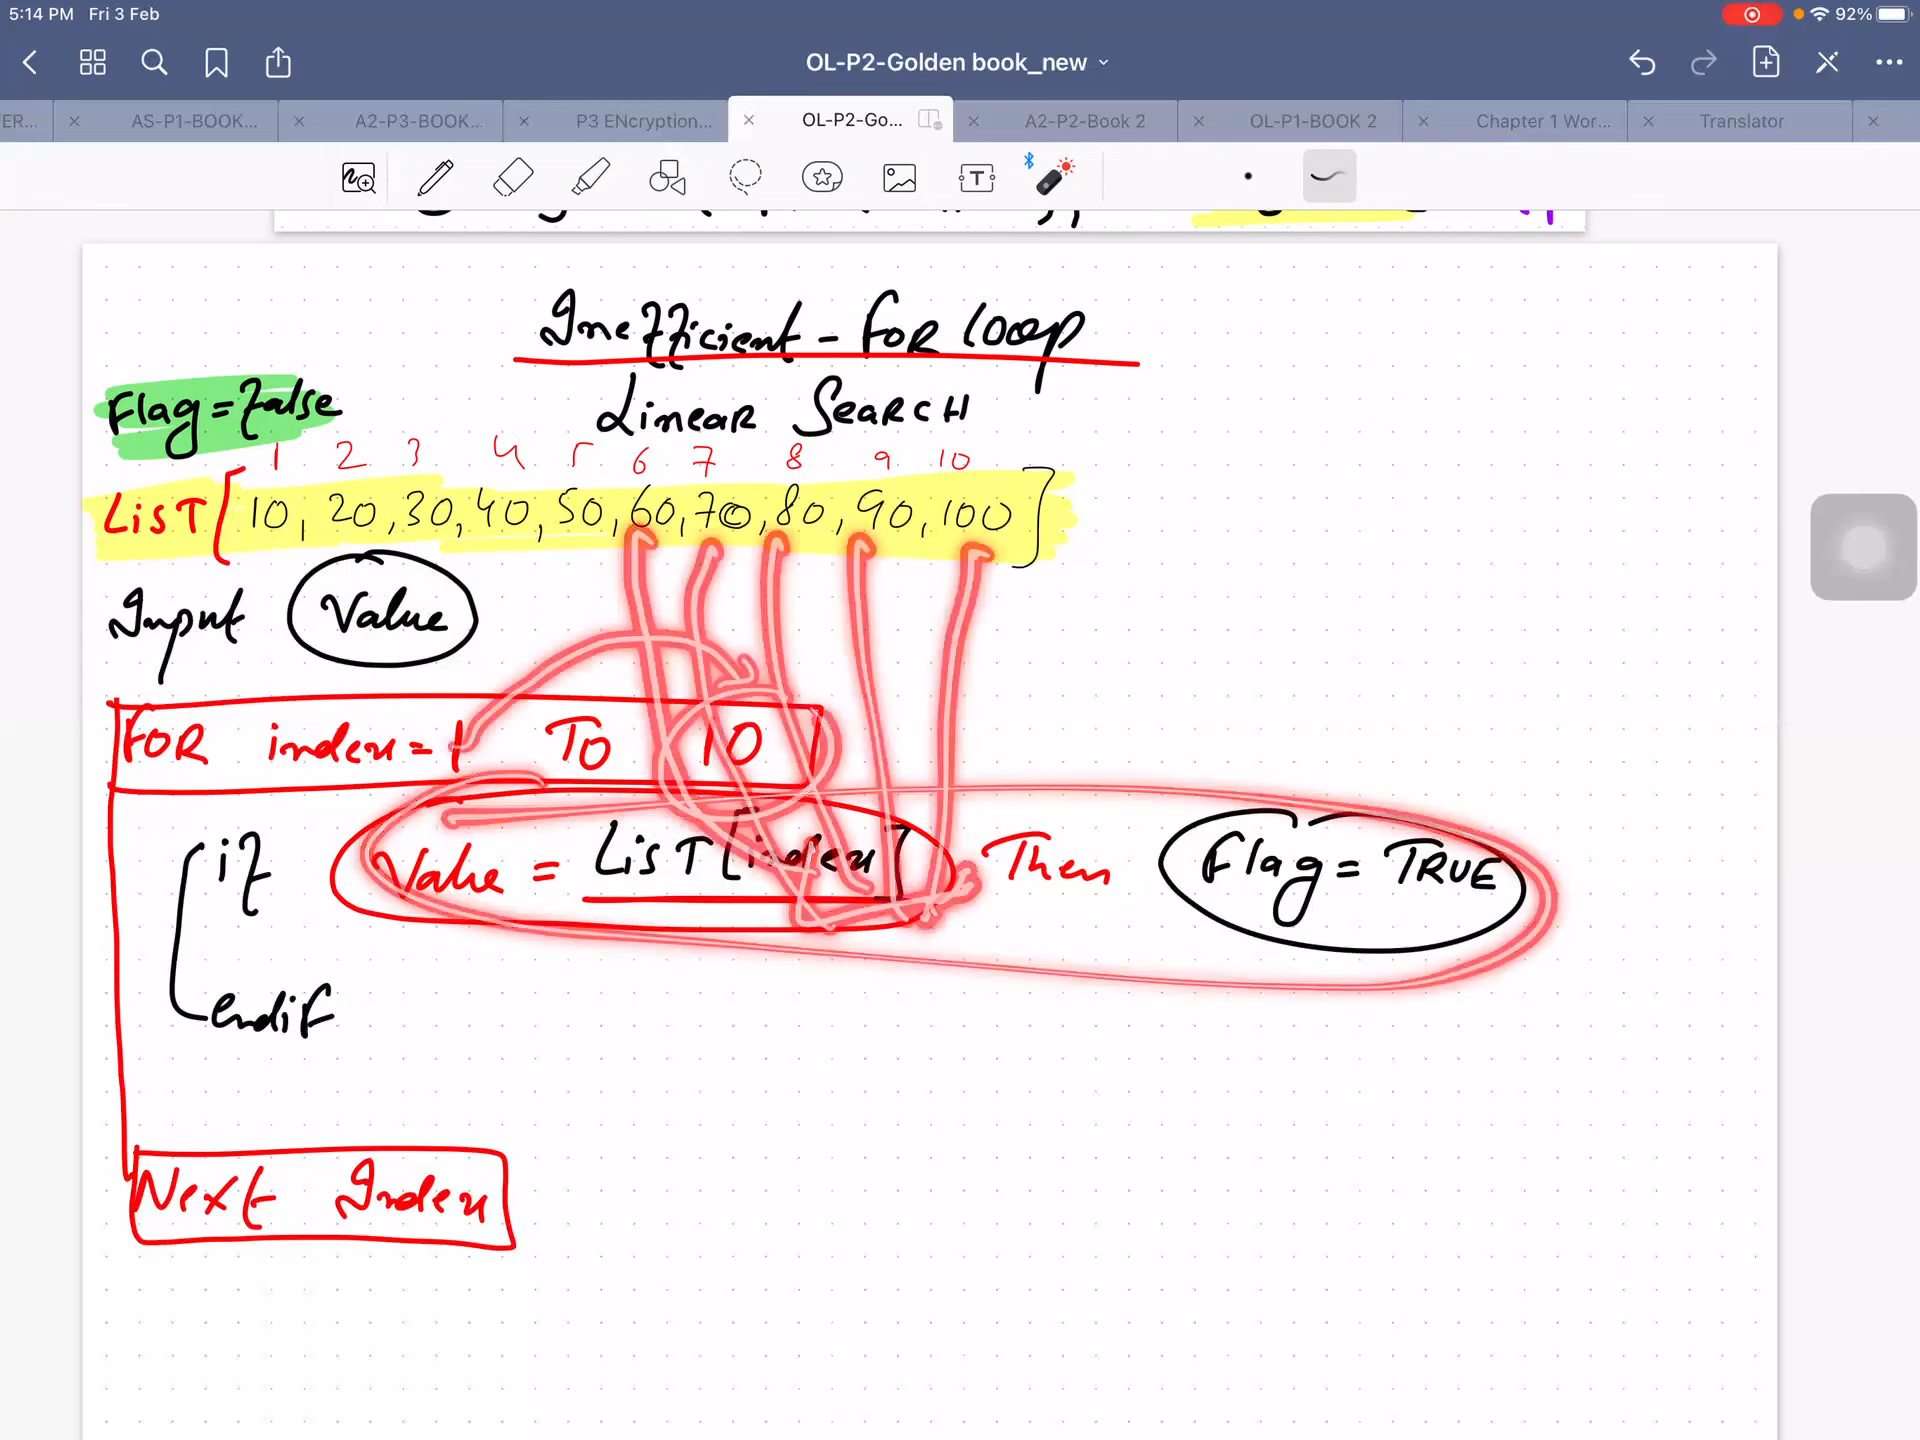 5:14 PM Fri 3 Feb 92%
OL-P2-Golden book_new
ER... AS-P1-BOOK... A2-P3-BOOK... P3 ENcryption... OL-P2-Go... A2-P2-Book 2 OL-P1-BOOK 2 Chapter 1 Wor... Translator
Inefficient - FOR loop
Flag = false
Linear Search
1 2 3 4 5 6 7 8 9 10
LisT [10, 20, 30, 40, 50, 60, 70, 80, 90, 100]
Input Value
FOR index = 1 To 10
if Value = LisT [index] Then Flag = TRUE
endif
Next Index